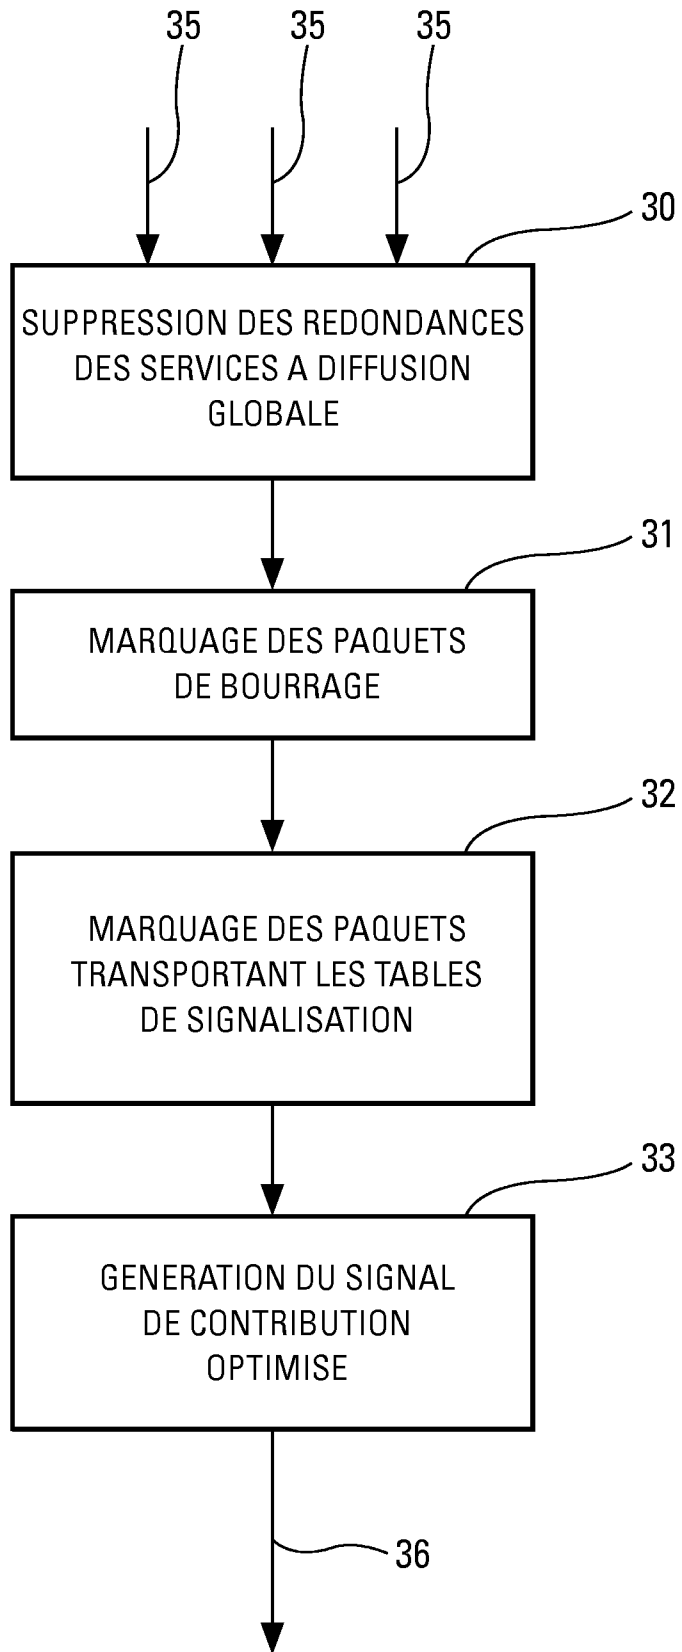 35 35 35
30
SUPPRESSION DES REDONDANCES
DES SERVICES A DIFFUSION
GLOBALE
31
MARQUAGE DES PAQUETS
DE BOURRAGE
32
MARQUAGE DES PAQUETS
TRANSPORTANT LES TABLES
DE SIGNALISATION
33
GENERATION DU SIGNAL
DE CONTRIBUTION
OPTIMISE
36